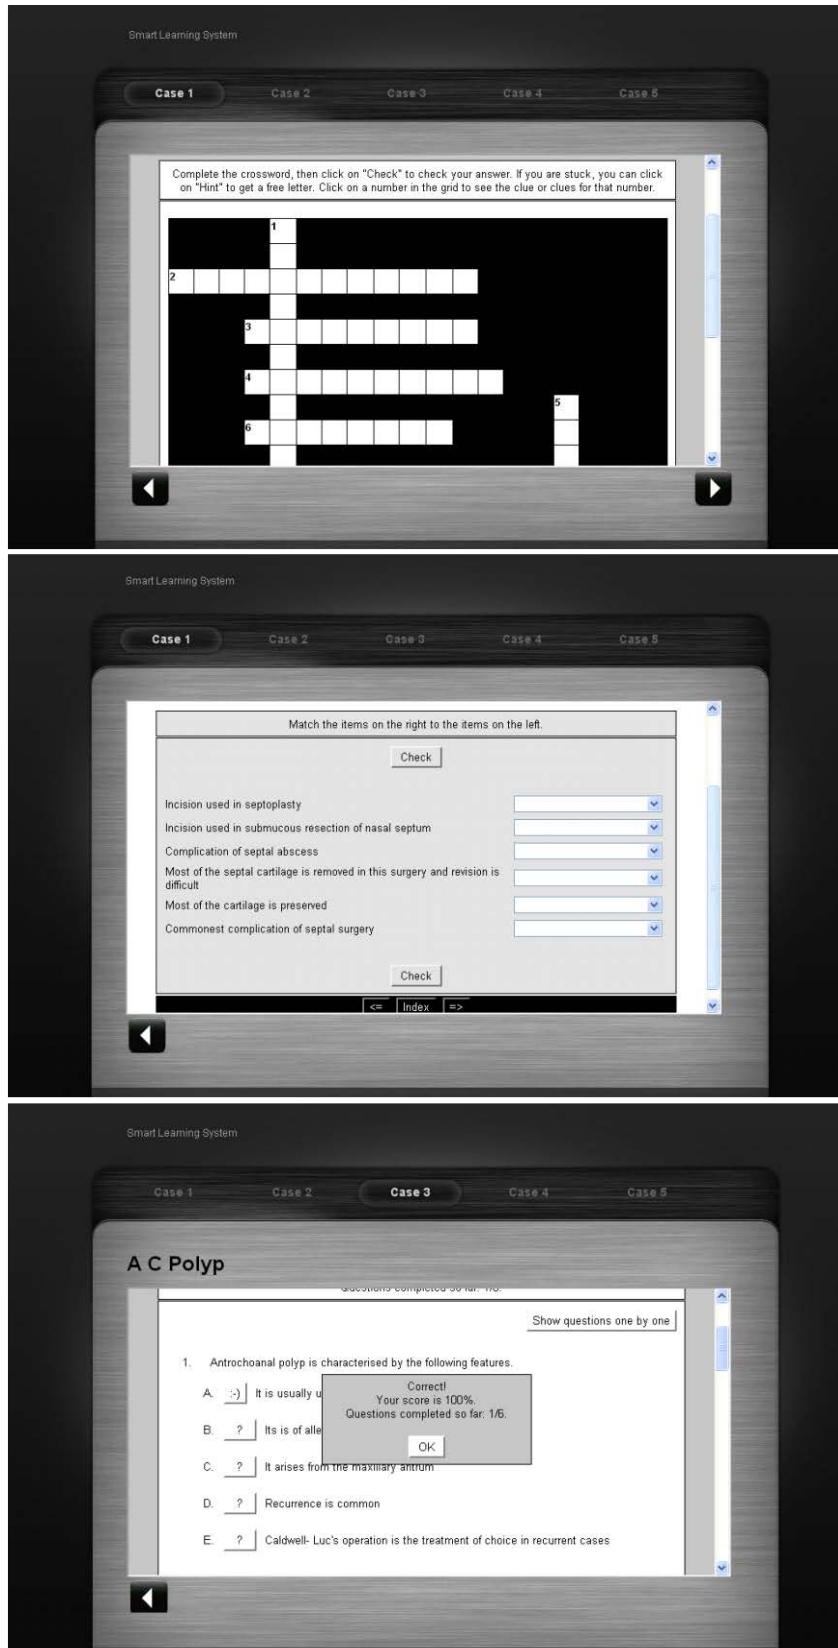 Smart Learning System
Case 1 Case 2 Case 3 Case 4 Case 5
Complete the crossword, then click on "Check" to check your answer. If you are stuck, you can click
on "Hint" to get a free letter. Click on a number in the grid to see the clue or clues for that number.
1
2
3
4
5
6
Smart Learning System
Case 1 Case 2 Case 3 Case 4 Case 5
Match the items on the right to the items on the left.
Check
Incision used in septoplasty
Incision used in submucous resection of nasal septum
Complication of septal abscess
Most of the septal cartilage is removed in this surgery and revision is
difficult
Most of the cartilage is preserved
Commonest complication of septal surgery
Check
<= Index =>
Smart Learning System
Case 1 Case 2 Case 3 Case 4 Case 5
A C Polyp
Questions completed so far: 1/6.
Show questions one by one
1. Antrochoanal polyp is characterised by the following features.
Correct!
Your score is 100%.
Questions completed so far: 1/6.
OK
A. :-) It is usually u
B. ? Its is of alle
C. ? It arises from the maxillary antrum
D. ? Recurrence is common
E. ? Caldwell- Luc's operation is the treatment of choice in recurrent cases